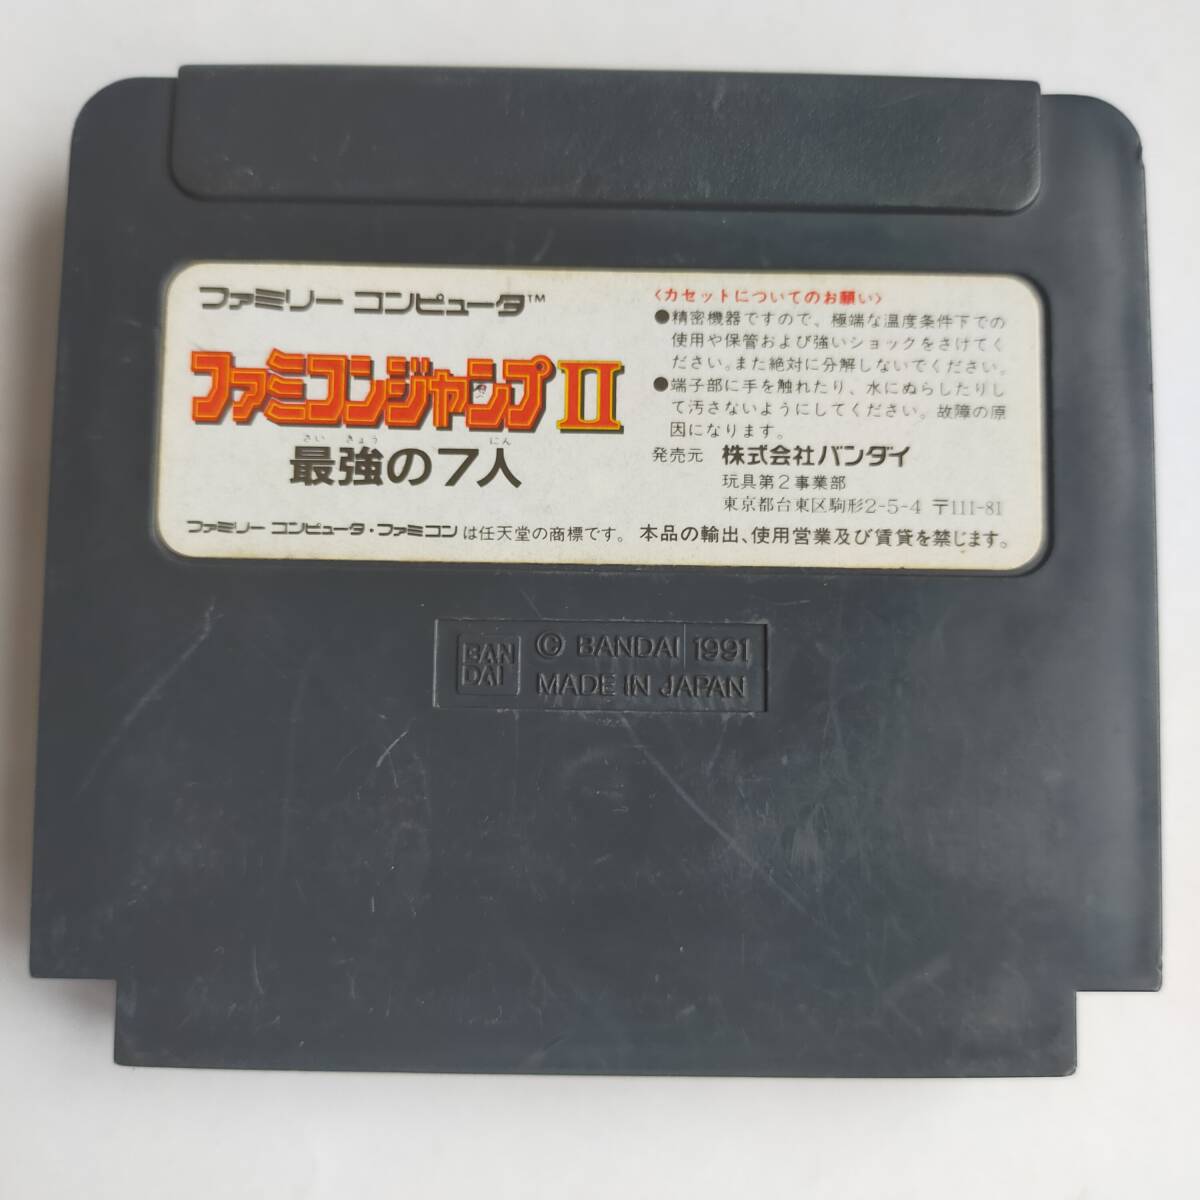 ファミリー コンピュータ™
ファミコンジャンプII
さい きょう にん
最強の7人
〈カセットについてのお願い〉
●精密機器ですので、極端な温度条件下での
使用や保管および強いショックをさけてく
ださい。また絶対に分解しないでください。
●端子部に手を触れたり、水にぬらしたりし
て汚さないようにしてください。故障の原
因になります。
発売元 株式会社バンダイ
玩具第2事業部
東京都台東区駒形2-5-4 〒111-81
ファミリー コンピュータ・ファミコン は任天堂の商標です。 本品の輸出、使用営業及び賃貸を禁じます。
BAN
DAI
© BANDAI 1991
MADE IN JAPAN